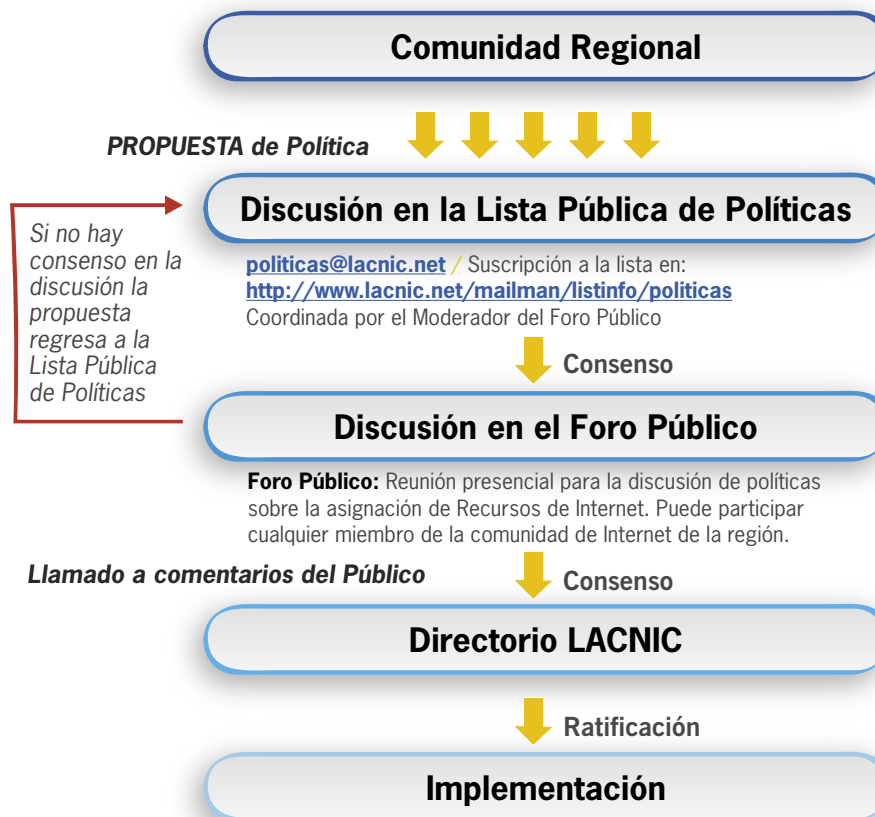 Comunidad Regional
PROPUESTA de Política
Discusión en la Lista Pública de Políticas
Si no hay
consenso en la
discusión la
propuesta
regresa a la
Lista Pública
de Políticas
politicas@lacnic.net / Suscripción a la lista en:
http://www.lacnic.net/mailman/listinfo/politicas
Coordinada por el Moderador del Foro Público
Consenso
Discusión en el Foro Público
Foro Público: Reunión presencial para la discusión de políticas
sobre la asignación de Recursos de Internet. Puede participar
cualquier miembro de la comunidad de Internet de la región.
Llamado a comentarios del Público
Consenso
Directorio LACNIC
Ratificación
Implementación